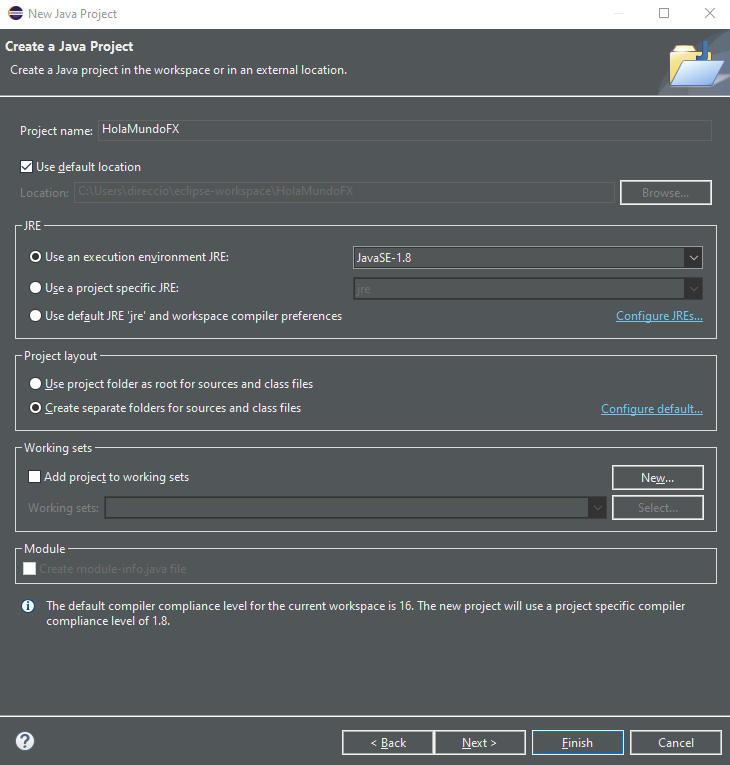 New Java Project
Create a Java Project
Create a Java project in the workspace or in an external location.
Project name: HolaMundoFX
Use default location
Location: C:\Users\direccio\eclipse-workspace\HolaMundoFX Browse...
JRE
Use an execution environment JRE: JavaSE-1.8
Use a project specific JRE: jre
Use default JRE 'jre' and workspace compiler preferences Configure JREs...
Project layout
Use project folder as root for sources and class files
Create separate folders for sources and class files Configure default...
Working sets
Add project to working sets New...
Working sets: Select...
Module
Create module-info.java file
The default compiler compliance level for the current workspace is 16. The new project will use a project specific compiler
compliance level of 1.8.
< Back Next > Finish Cancel